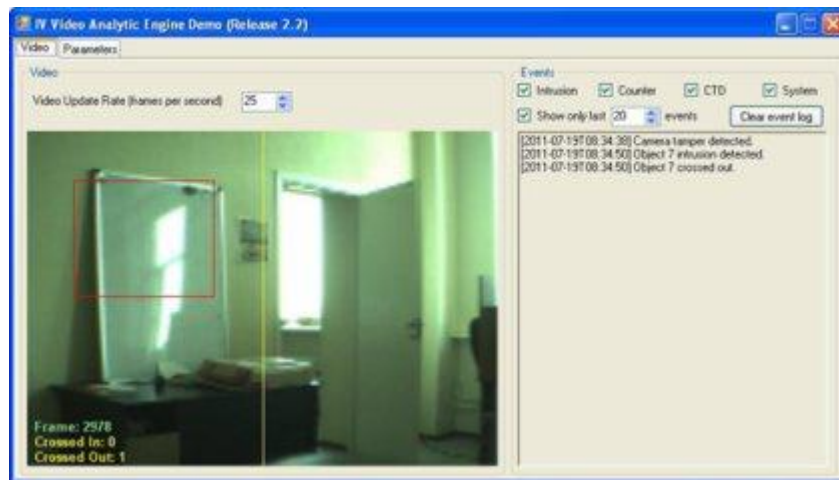 IV Video Analytic Engine Demo (Release 2.2)
Video Parameters
Video
Video Update Rate (frames per second) 25
Frame: 2978
Crossed In: 0
Crossed Out: 1
Events
Intrusion Counter CTD System
Show only last 20 events Clear event log
[2011-07-19T08:34:38] Camera tamper detected.
[2011-07-19T08:34:50] Object 7 intrusion detected.
[2011-07-19T08:34:50] Object 7 crossed out.